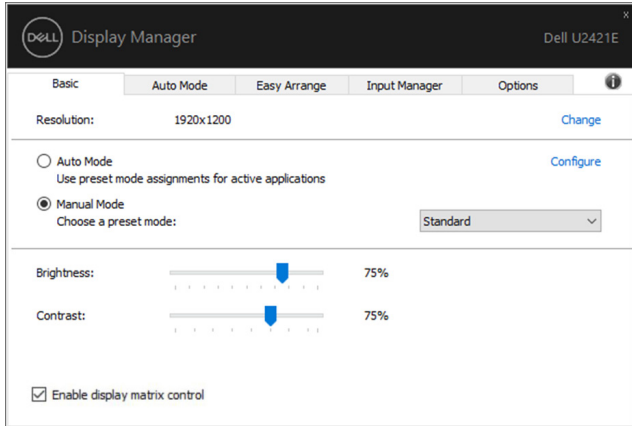 x
DELL Display Manager Dell U2421E
Basic Auto Mode Easy Arrange Input Manager Options i
Resolution: 1920x1200 Change
Auto Mode Configure
Use preset mode assignments for active applications
Manual Mode
Choose a preset mode: Standard
Brightness: 75%
Contrast: 75%
Enable display matrix control